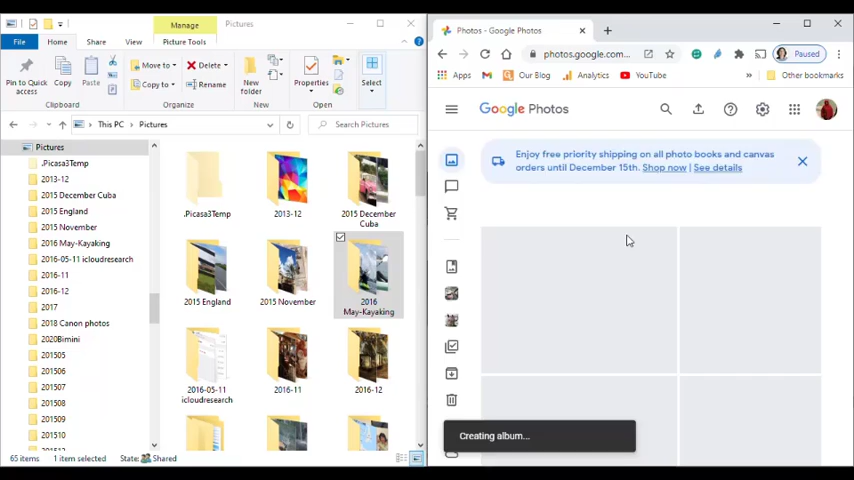 Manage
Pictures
File
Home
Share
View
Picture Tools
Pin to Quick
access
Copy
Paste
Move to
Copy to
Delete
Rename
New
folder
Properties
Select
Clipboard
Organize
New
Open
This PC > Pictures
Search Pictures
Pictures
.Picasa3Temp
2013-12
2015 December Cuba
2015 England
2015 November
2016 May-Kayaking
2016-05-11 icloudresearch
2016-11
2016-12
2017
2018 Canon photos
2020Bimini
201505
201506
201507
201508
201509
201510
.Picasa3Temp
2013-12
2015 December
Cuba
2015 England
2015 November
2016
May-Kayaking
2016-05-11
icloudresearch
2016-11
2016-12
65 items
1 item selected
State:
Shared
Photos - Google Photos
photos.google.com...
Paused
Apps
M
Our Blog
Analytics
YouTube
»
Other bookmarks
Google Photos
Enjoy free priority shipping on all photo books and canvas
orders until December 15th. Shop now | See details
Creating album...